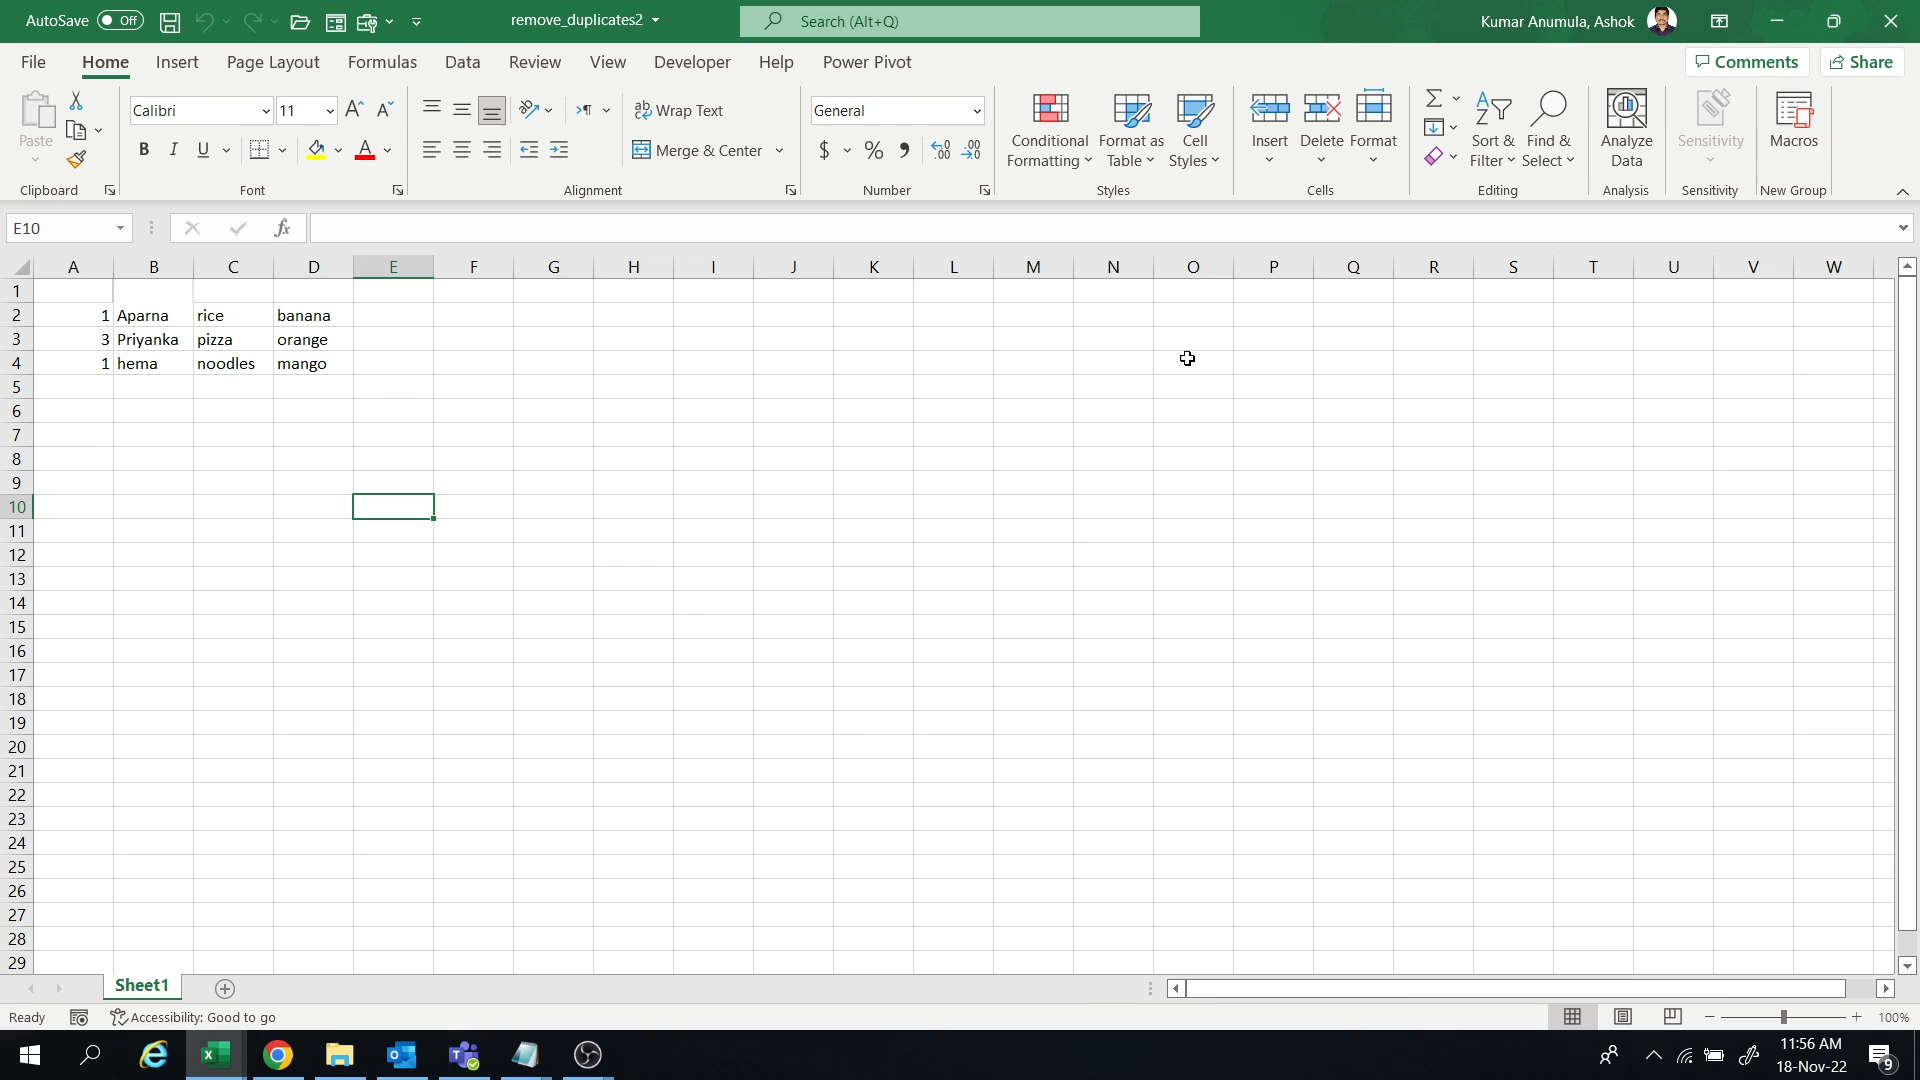 AutoSave Off remove_duplicates2 Search (Alt+Q) Kumar Anumula, Ashok
File Home Insert Page Layout Formulas Data Review View Developer Help Power Pivot Comments Share
Paste
Clipboard
Calibri 11
B I U A
Font
Wrap Text
Merge & Center
Alignment
General
$ %
Number
Conditional Formatting
Format as Table
Cell Styles
Styles
Insert
Delete
Format
Cells
Sort & Filter
Find & Select
Editing
Analyze Data
Analysis
Sensitivity
Sensitivity
Macros
New Group
E10 fx
A B C D E F G H I J K L M N O P Q R S T U V W
1
2 1 Aparna rice banana
3 3 Priyanka pizza orange
4 1 hema noodles mango
5
6
7
8
9
10
11
12
13
14
15
16
17
18
19
20
21
22
23
24
25
26
27
28
29
Sheet1
Ready Accessibility: Good to go 100%
11:56 AM
18-Nov-22
9